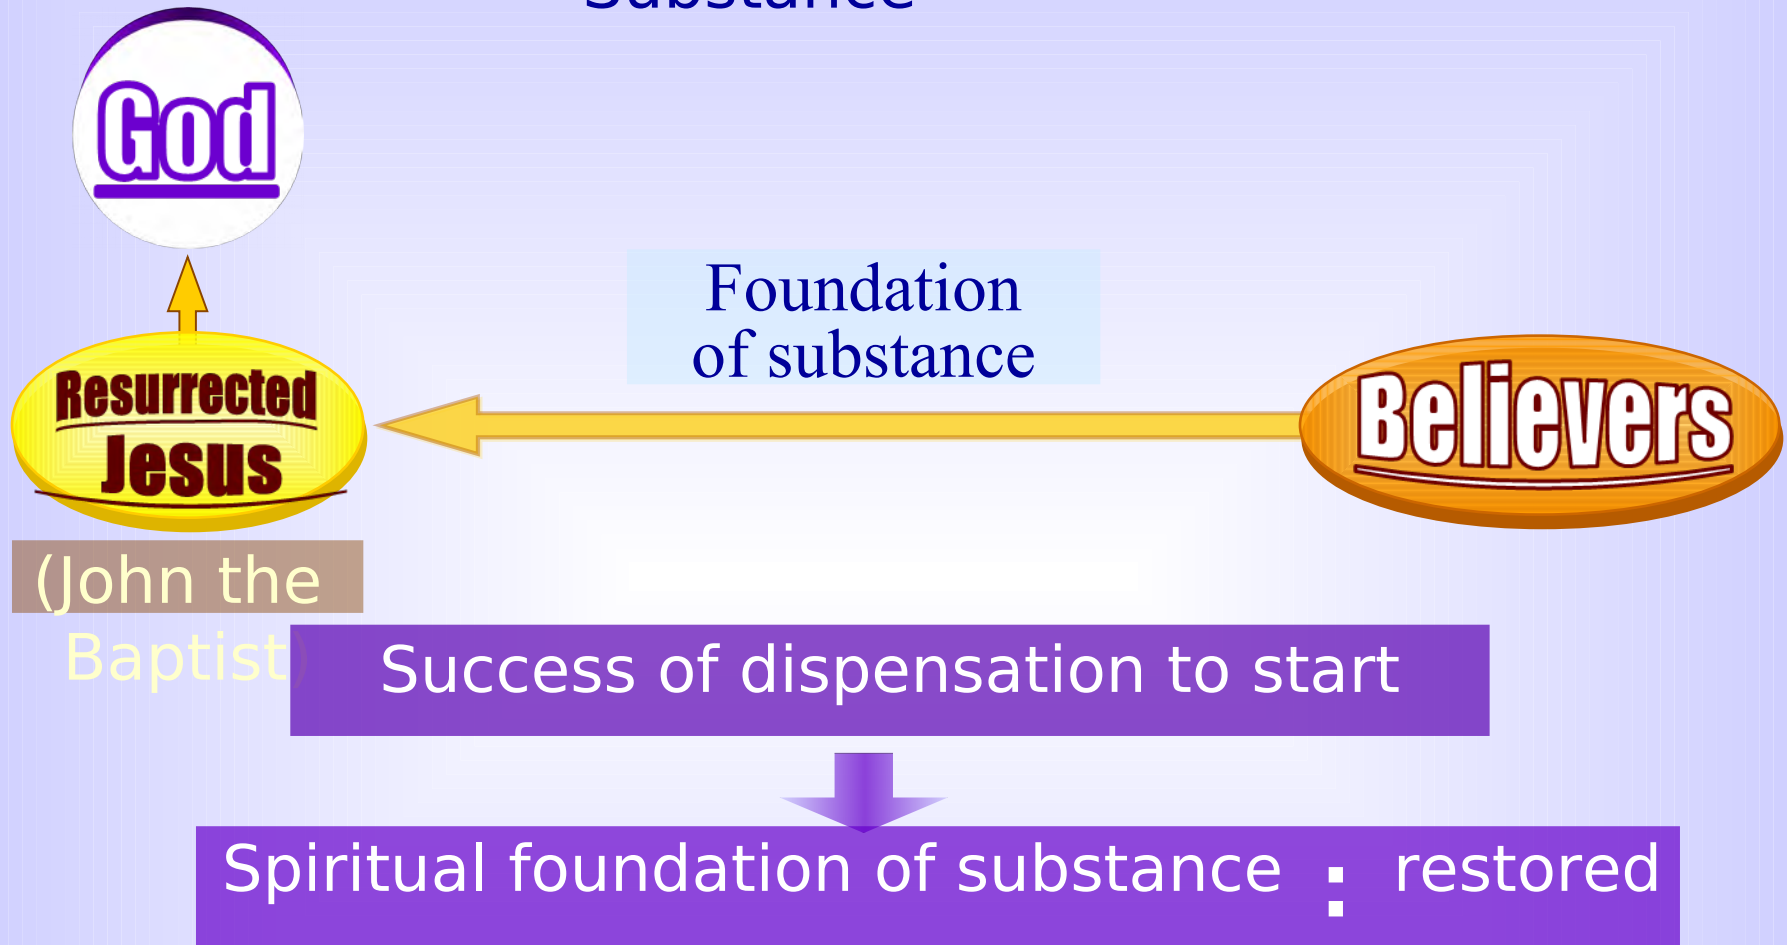 Substance
God
Foundation
of substance
Resurrected
Jesus
Believers
(John the
Baptist)
Success of dispensation to start
Spiritual foundation of substance : restored